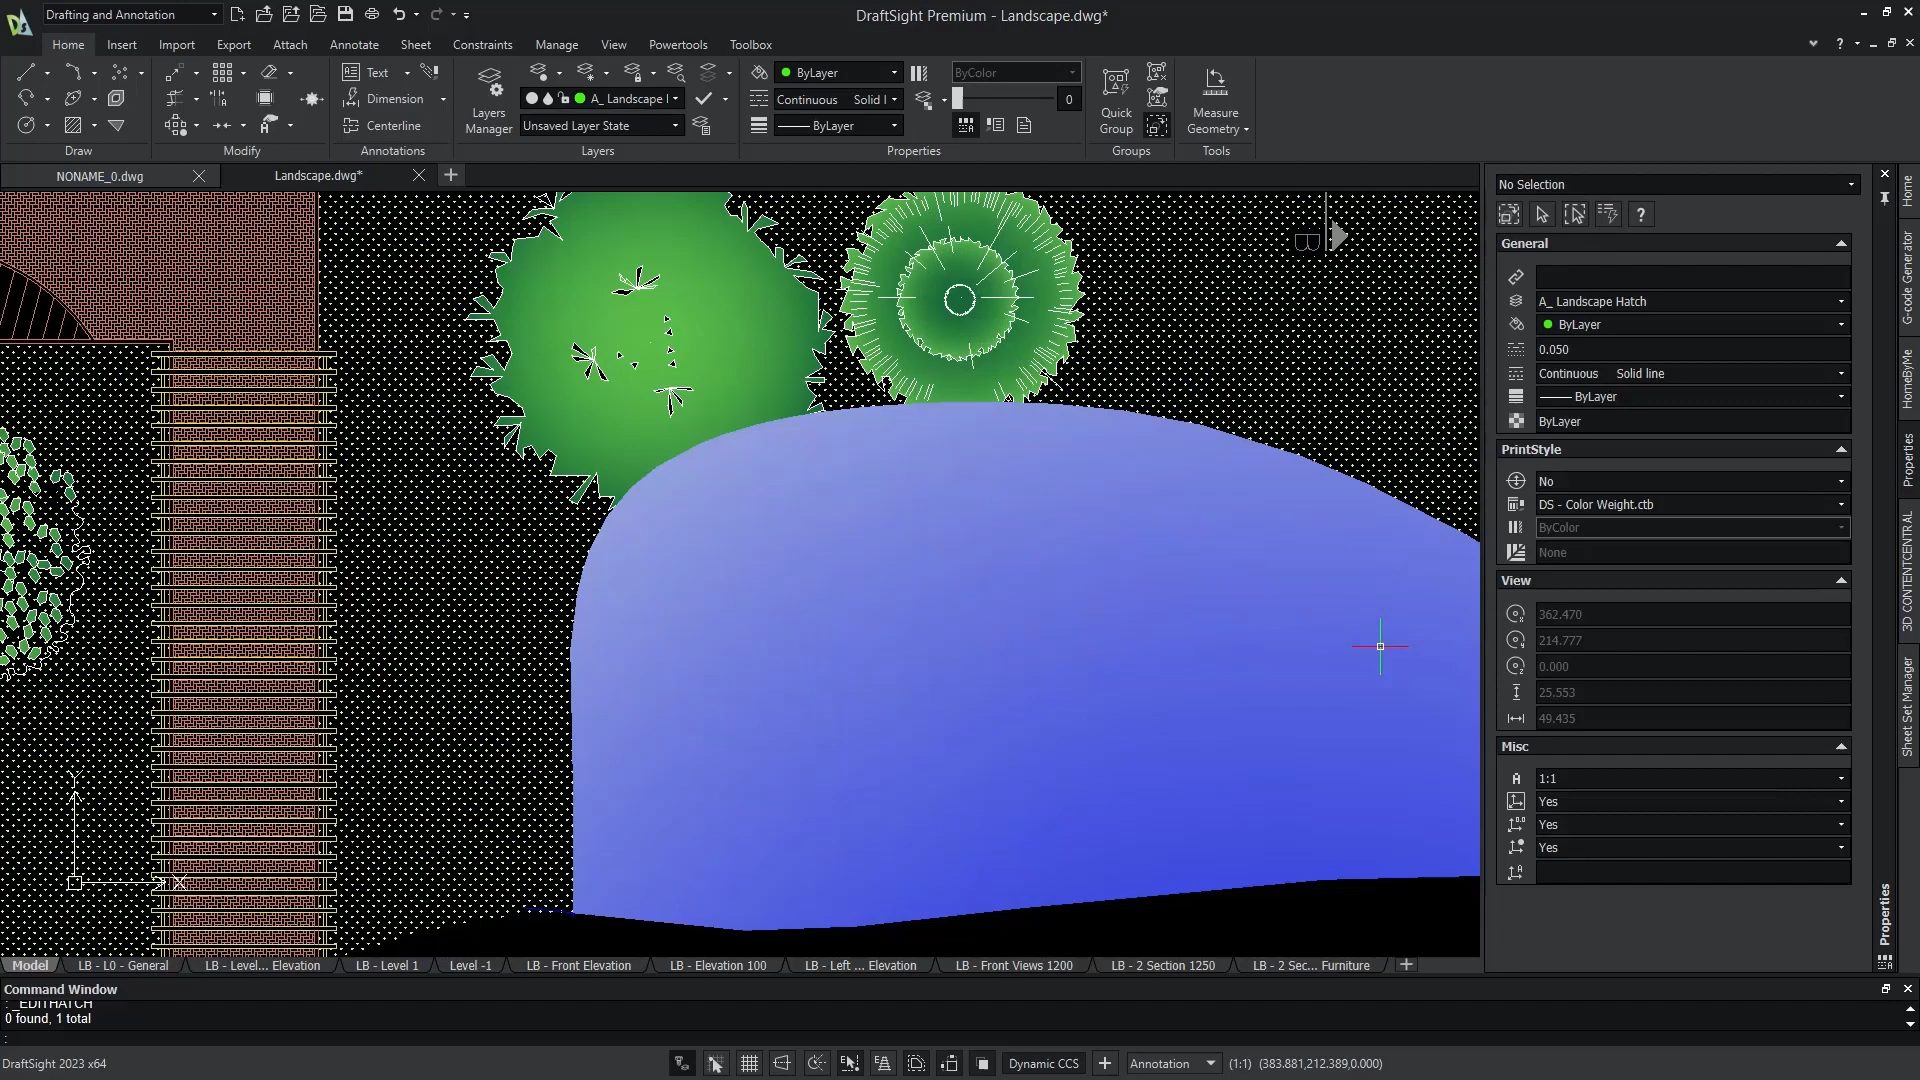 Drafting and Annotation
DraftSight Premium - Landscape.dwg*
Home
Insert
Import
Export
Attach
Annotate
Sheet
Constraints
Manage
View
Powertools
Toolbox
?
Text
Dimension
Centerline
Layers
Manager
A_ Landscape
Unsaved Layer State
ByLayer
Continuous Solid l
ByLayer
ByColor
0
Quick
Group
Measure
Geometry
Draw
Modify
Annotations
Layers
Properties
Groups
Tools
NONAME_0.dwg
Landscape.dwg*
B
Y
X
No Selection
?
General
A_ Landscape Hatch
ByLayer
0.050
Continuous Solid line
ByLayer
ByLayer
PrintStyle
No
DS - Color Weight.ctb
ByColor
None
View
362.470
214.777
0.000
25.553
49.435
Misc
1:1
Yes
Yes
Yes
Properties
Home
G-code Generator
HomeByMe
Properties
3D CONTENTCENTRAL
Sheet Set Manager
Model
LB - L0 - General
LB - Level... Elevation
LB - Level 1
Level -1
LB - Front Elevation
LB - Elevation 100
LB - Left ... Elevation
LB - Front Views 1200
LB - 2 Section 1250
LB - 2 Sec... Furniture
Command Window
: _EDITHATCH
0 found, 1 total
:
DraftSight 2023 x64
Dynamic CCS
Annotation
(1:1)
(383.881,212.389,0.000)